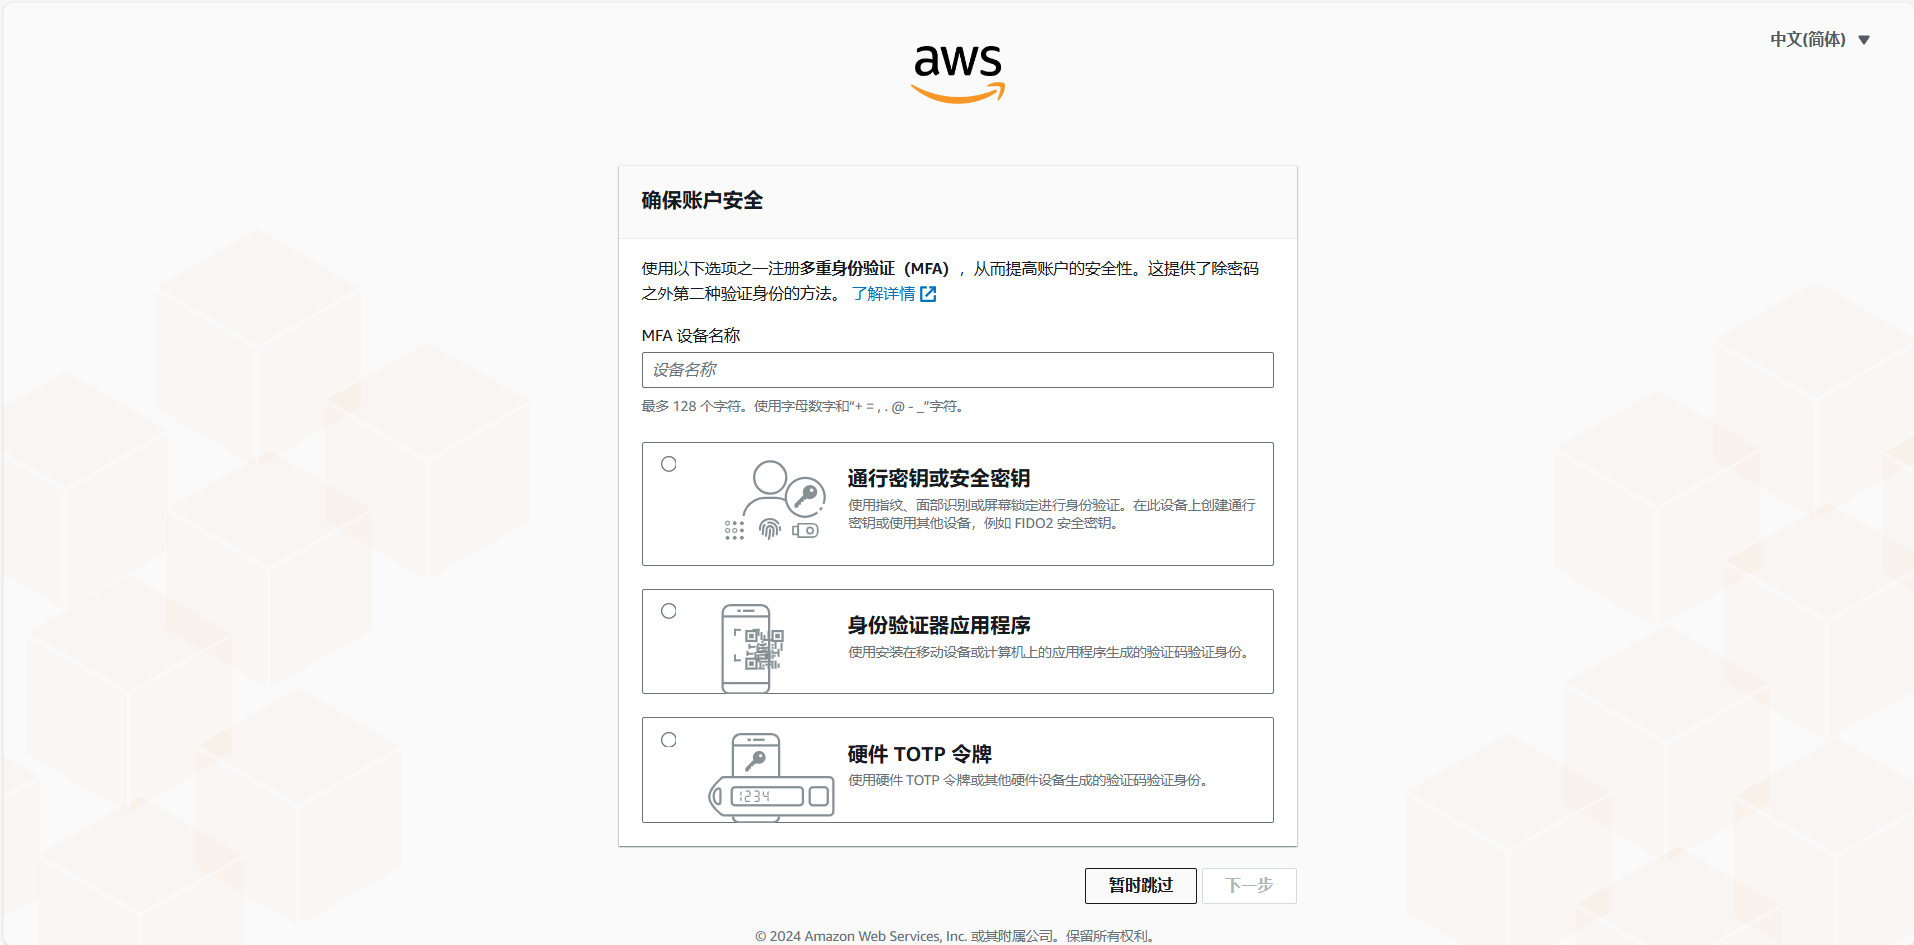 中文(简体)
aws
确保账户安全
使用以下选项之一注册多重身份验证（MFA），从而提高账户的安全性。这提供了除密码
之外第二种验证身份的方法。 了解详情
MFA 设备名称
设备名称
最多 128 个字符。使用字母数字和“+ = , . @ - _”字符。
通行密钥或安全密钥
使用指纹、面部识别或屏幕锁定进行身份验证。在此设备上创建通行
密钥或使用其他设备，例如 FIDO2 安全密钥。
身份验证器应用程序
使用安装在移动设备或计算机上的应用程序生成的验证码验证身份。
硬件 TOTP 令牌
使用硬件 TOTP 令牌或其他硬件设备生成的验证码验证身份。
1234
暂时跳过 下一步
© 2024 Amazon Web Services, Inc. 或其附属公司。保留所有权利。